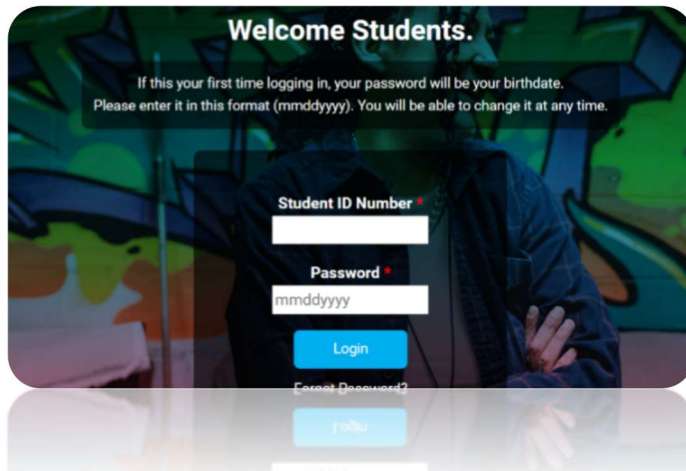 Welcome Students.
If this your first time logging in, your password will be your birthdate.
Please enter it in this format (mmddyyyy). You will be able to change it at any time.
Student ID Number *
Password *
mmddyyyy
Login
Forgot Password?